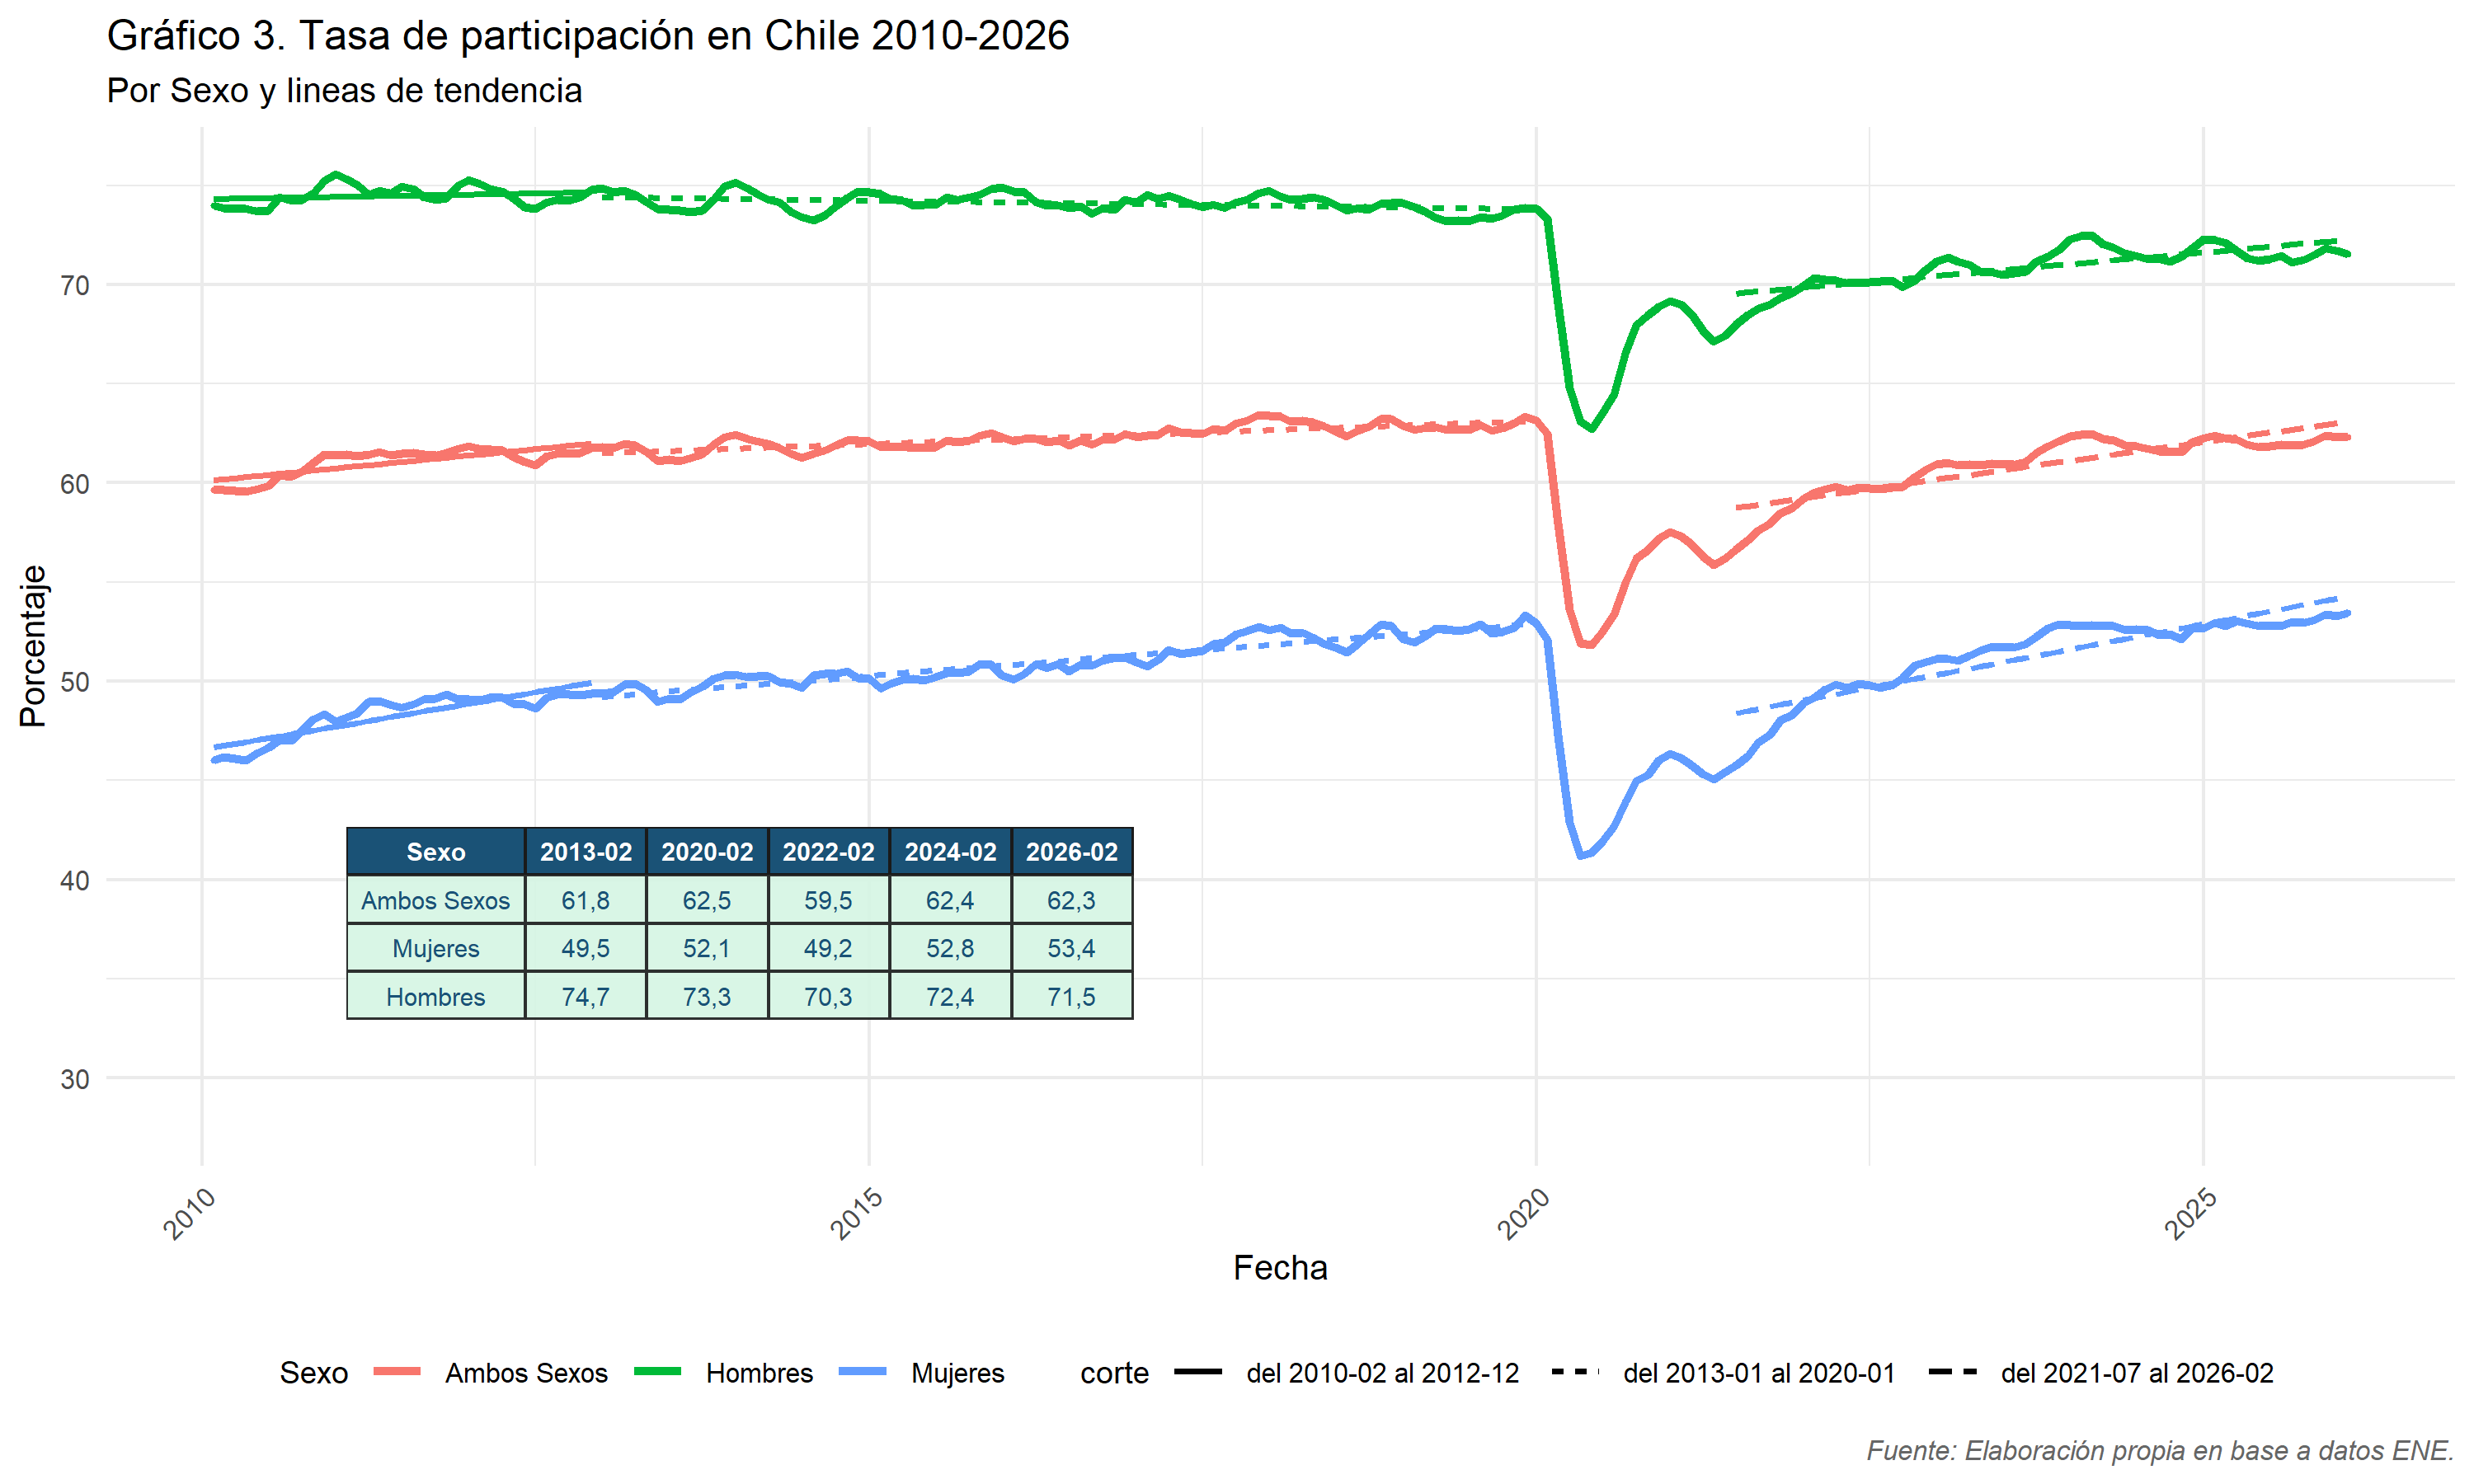 Gráfico 3. Tasa de participación en Chile 2010-2026
Por Sexo y lineas de tendencia
Porcentaje
70
60
50
40
30
Sexo 2013-02 2020-02 2022-02 2024-02 2026-02
Ambos Sexos 61,8 62,5 59,5 62,4 62,3
Mujeres 49,5 52,1 49,2 52,8 53,4
Hombres 74,7 73,3 70,3 72,4 71,5
2010 2015 2020 2025
Fecha
Sexo Ambos Sexos Hombres Mujeres corte del 2010-02 al 2012-12 del 2013-01 al 2020-01 del 2021-07 al 2026-02
Fuente: Elaboración propia en base a datos ENE.